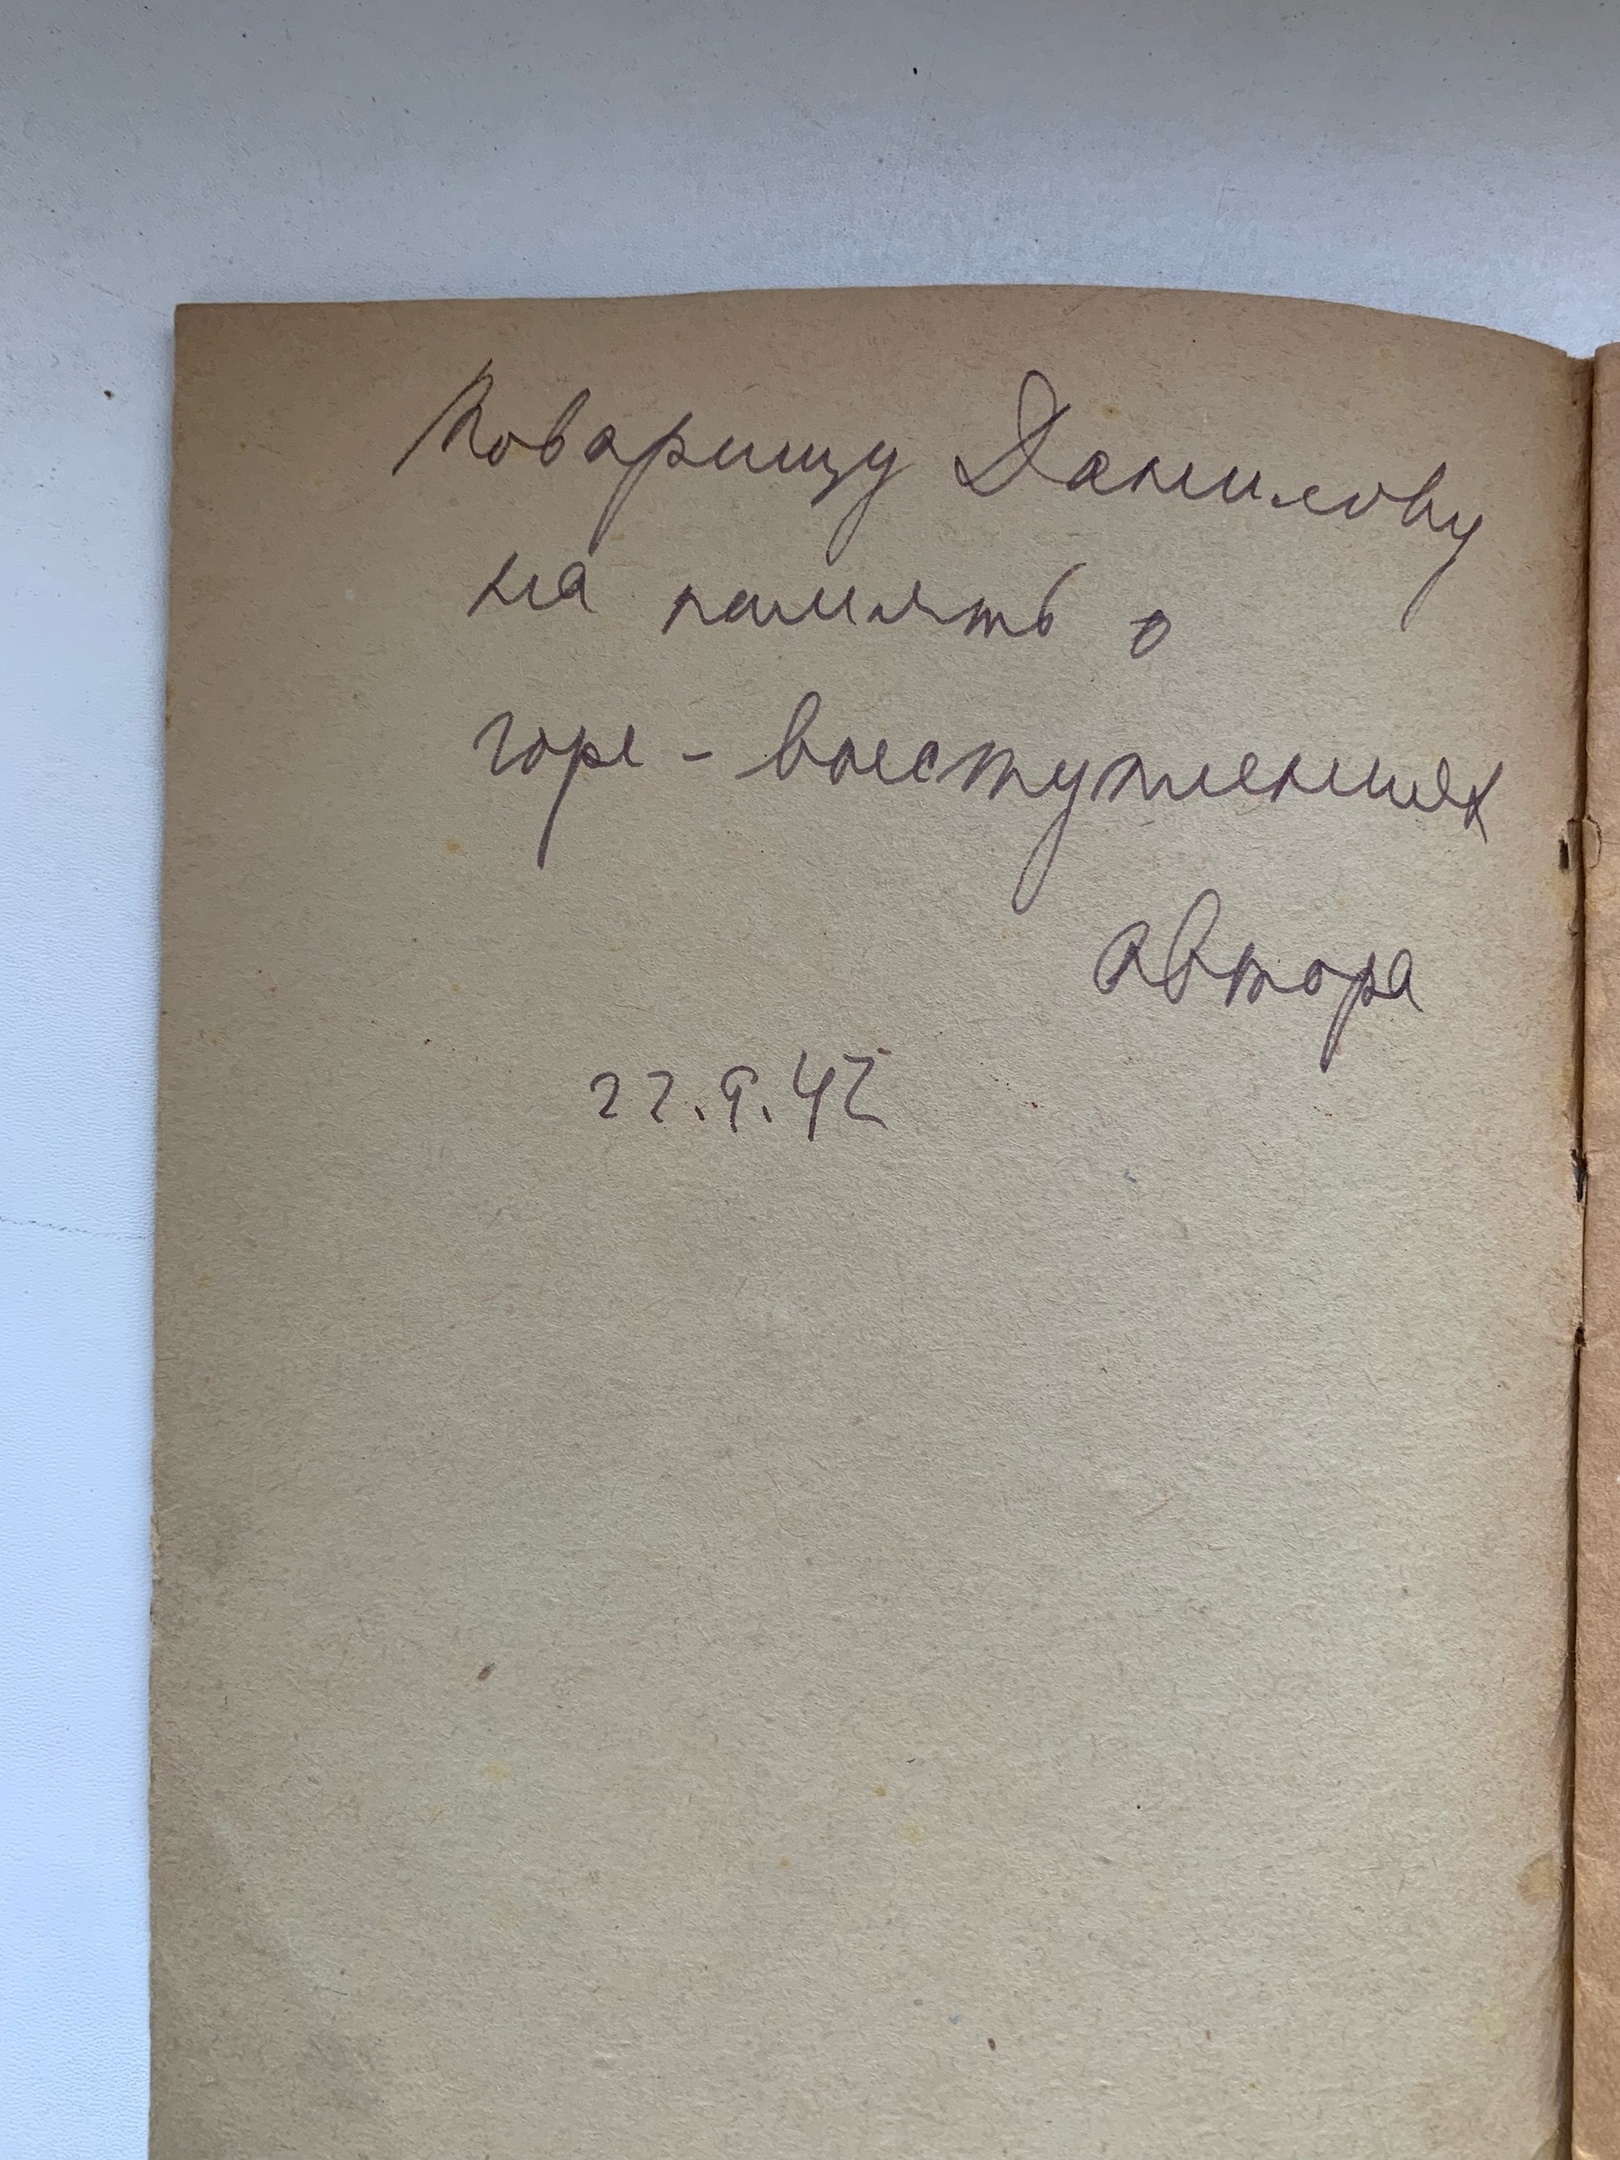 Товарищу Данилову
на память о
горе-выступлениях
автора
22.9.42